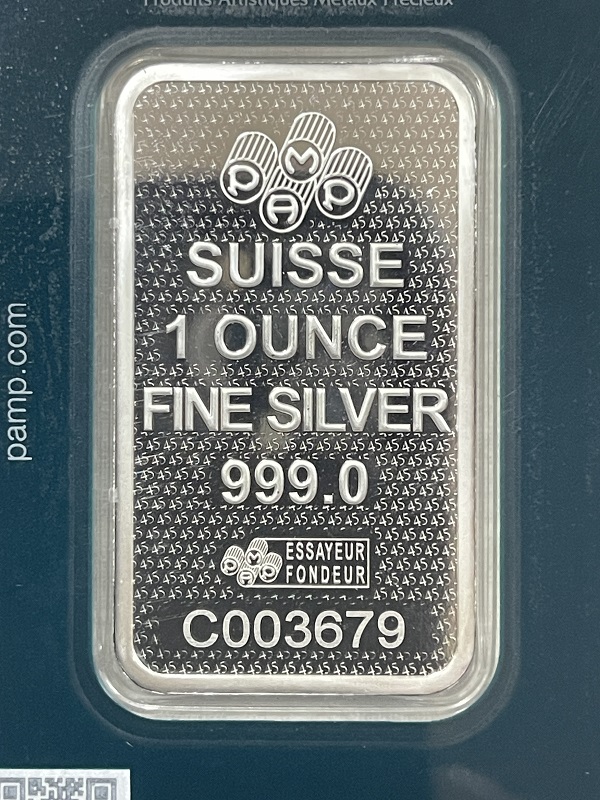 Produits Artistiques Métaux Précieux
PAMP
SUISSE
1 OUNCE
FINE SILVER
999.0
PAMP
ESSAYEUR
FONDEUR
C003679
pamp.com